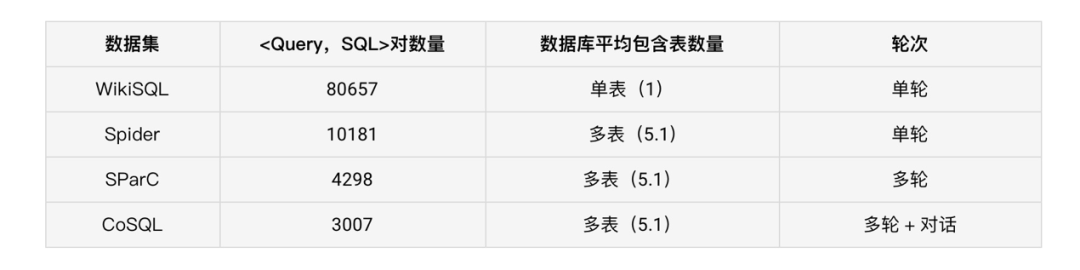 数据集 <Query，SQL>对数量 数据库平均包含表数量 轮次
WikiSQL 80657 单表（1） 单轮
Spider 10181 多表（5.1） 单轮
SParC 4298 多表（5.1） 多轮
CoSQL 3007 多表（5.1） 多轮 + 对话